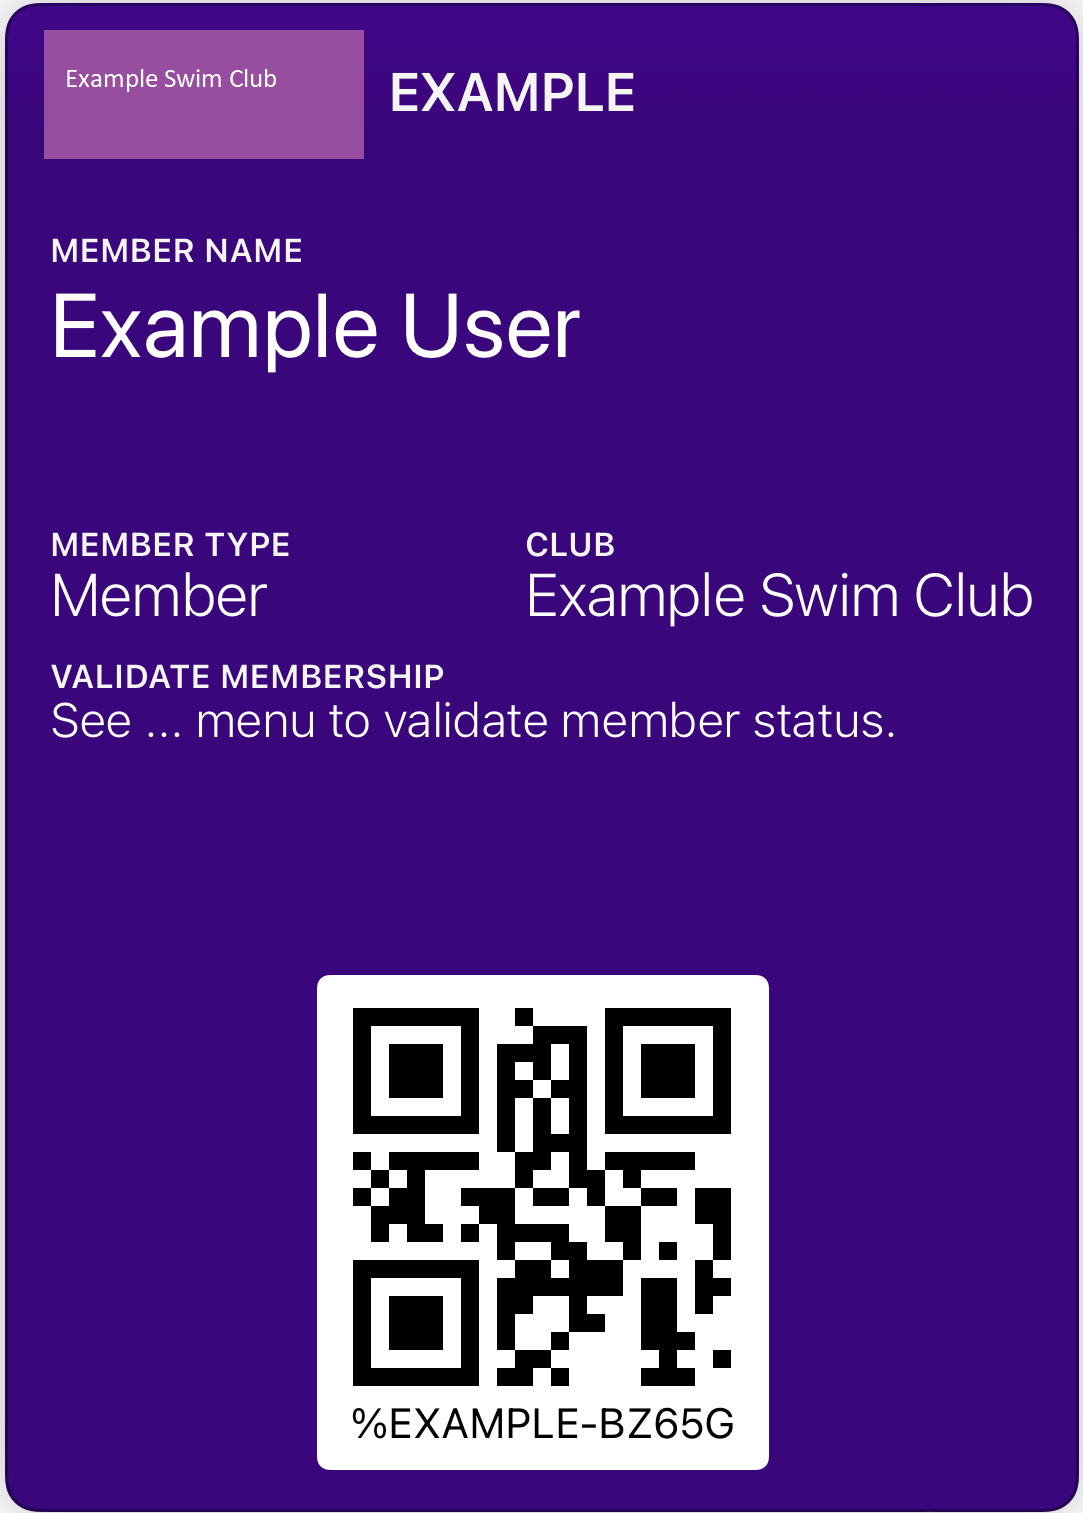 Example Swim Club
EXAMPLE
MEMBER NAME
Example User
MEMBER TYPE
Member
CLUB
Example Swim Club
VALIDATE MEMBERSHIP
See ... menu to validate member status.
%EXAMPLE-BZ65G